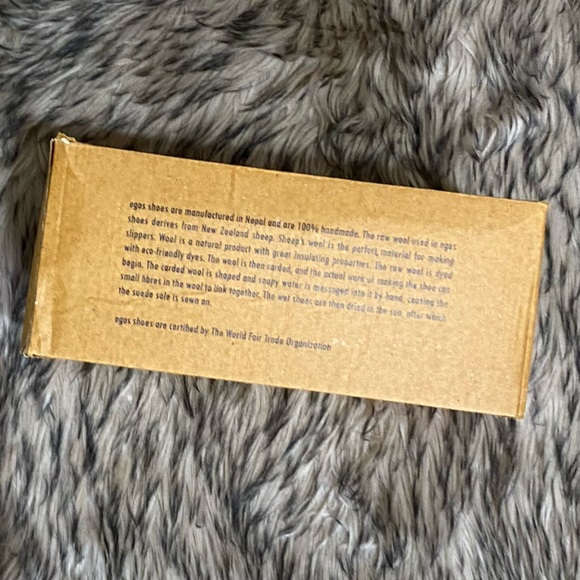 egos shoes are manufactured in Nepal and are 100% handmade. The raw wool used in egos
shoes derives from New Zealand sheep. Sheep's wool is the perfect material for making
slippers. Wool is a natural product with great insulating properties. The raw wool is dyed
with eco-friendly dyes. The wool is then carded, and the actual work of making the shoe can
begin. The carded wool is shaped and soapy water is massaged into it by hand, causing the
small fibres in the wool to link together. The wet shoes are then dried in the sun, after which
the suede sole is sewn on.
egos shoes are certified by The World Fair Trade Organization